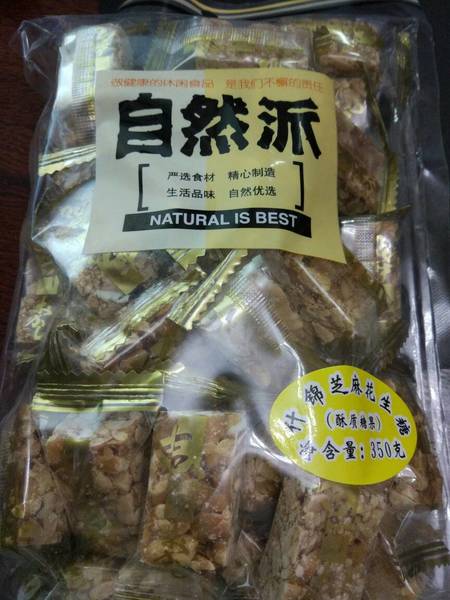 做健康的休闲食品 是我们不懈的责任
自然派
严选食材 精心制造
生活品味 自然优选
NATURAL IS BEST
什锦芝麻花生糖
(酥质糖果)
净含量:350克
吉